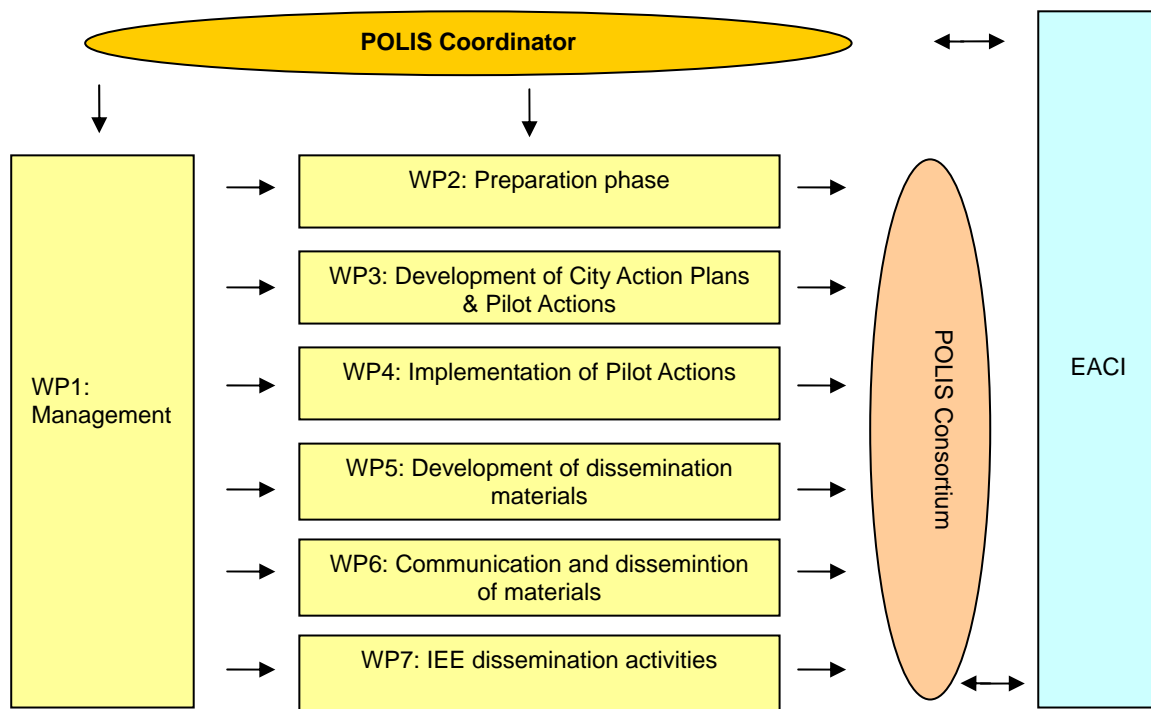 POLIS Coordinator
WP1:
Management
WP2: Preparation phase
WP3: Development of City Action Plans
& Pilot Actions
WP4: Implementation of Pilot Actions
WP5: Development of dissemination
materials
WP6: Communication and dissemintion
of materials
WP7: IEE dissemination activities
POLIS Consortium
EACI